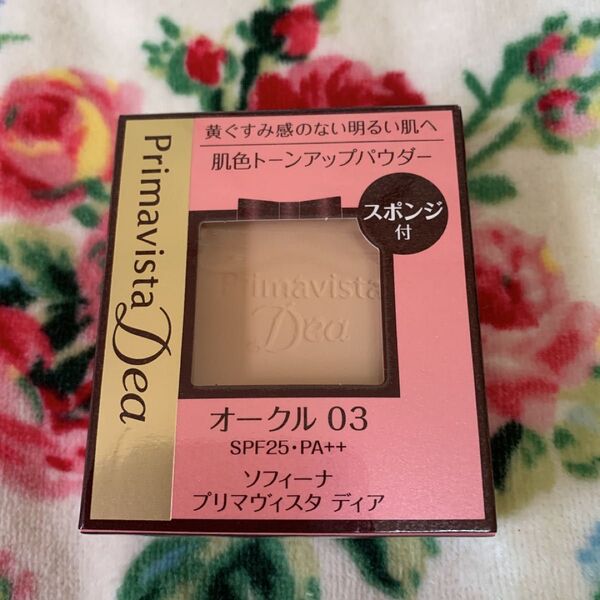 Primavista Dea
黄ぐすみ感のない明るい肌へ
肌色トーンアップパウダー
スポンジ
付
Primavista
Dea
オークル 03
SPF25・PA++
ソフィーナ
プリマヴィスタ ディア